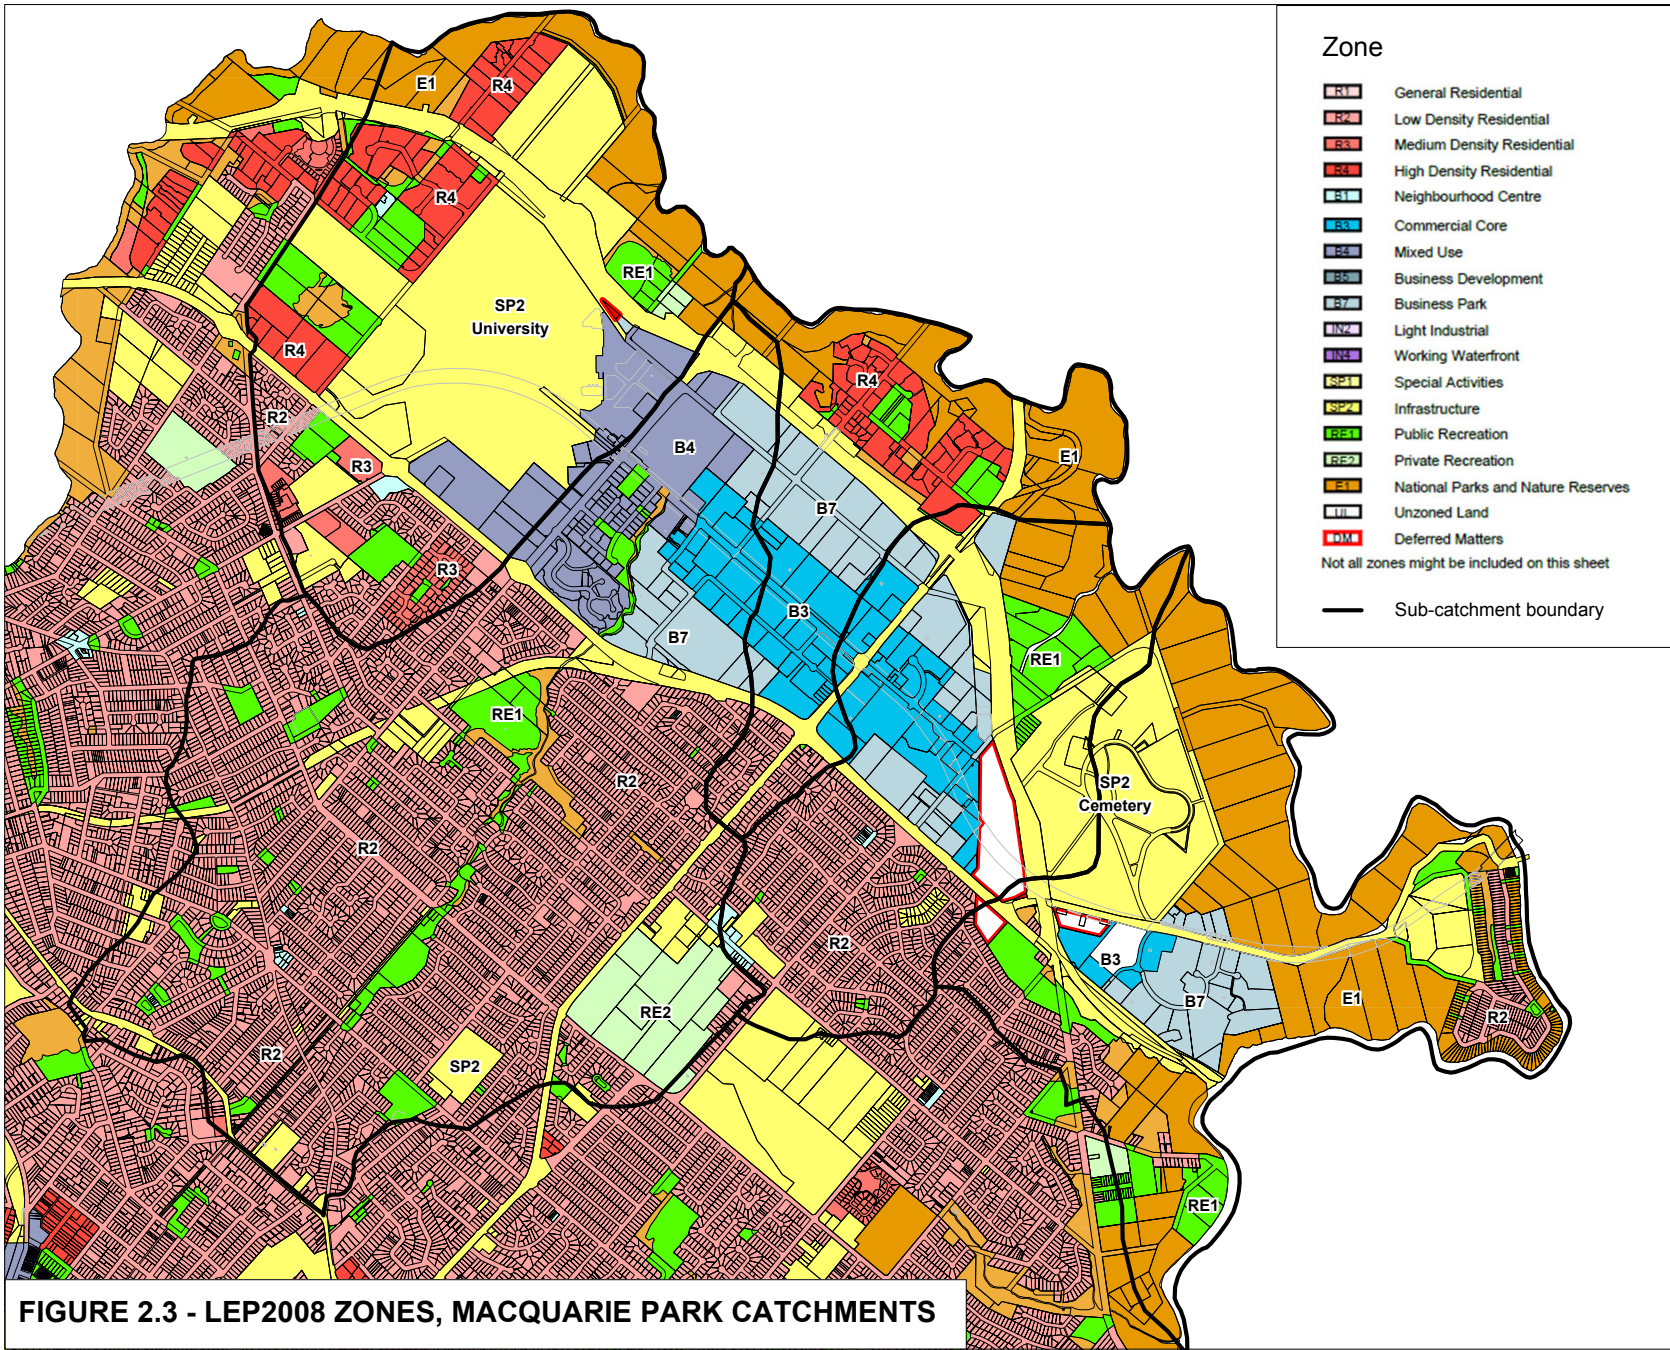 Zone
R1 General Residential
R2 Low Density Residential
R3 Medium Density Residential
R4 High Density Residential
B1 Neighbourhood Centre
B3 Commercial Core
B4 Mixed Use
B5 Business Development
B7 Business Park
IN2 Light Industrial
IN4 Working Waterfront
SP1 Special Activities
SP2 Infrastructure
RE1 Public Recreation
RE2 Private Recreation
E1 National Parks and Nature Reserves
UL Unzoned Land
DM Deferred Matters
Not all zones might be included on this sheet
Sub-catchment boundary
E1
R4
R4
RE1
SP2
University
R4
R4
R2
B4
E1
R3
B7
R3
B3
B7
RE1
RE1
R2
SP2
Cemetery
R2
R2
B3
B7
E1
RE2
R2
R2
SP2
RE1
FIGURE 2.3 - LEP2008 ZONES, MACQUARIE PARK CATCHMENTS